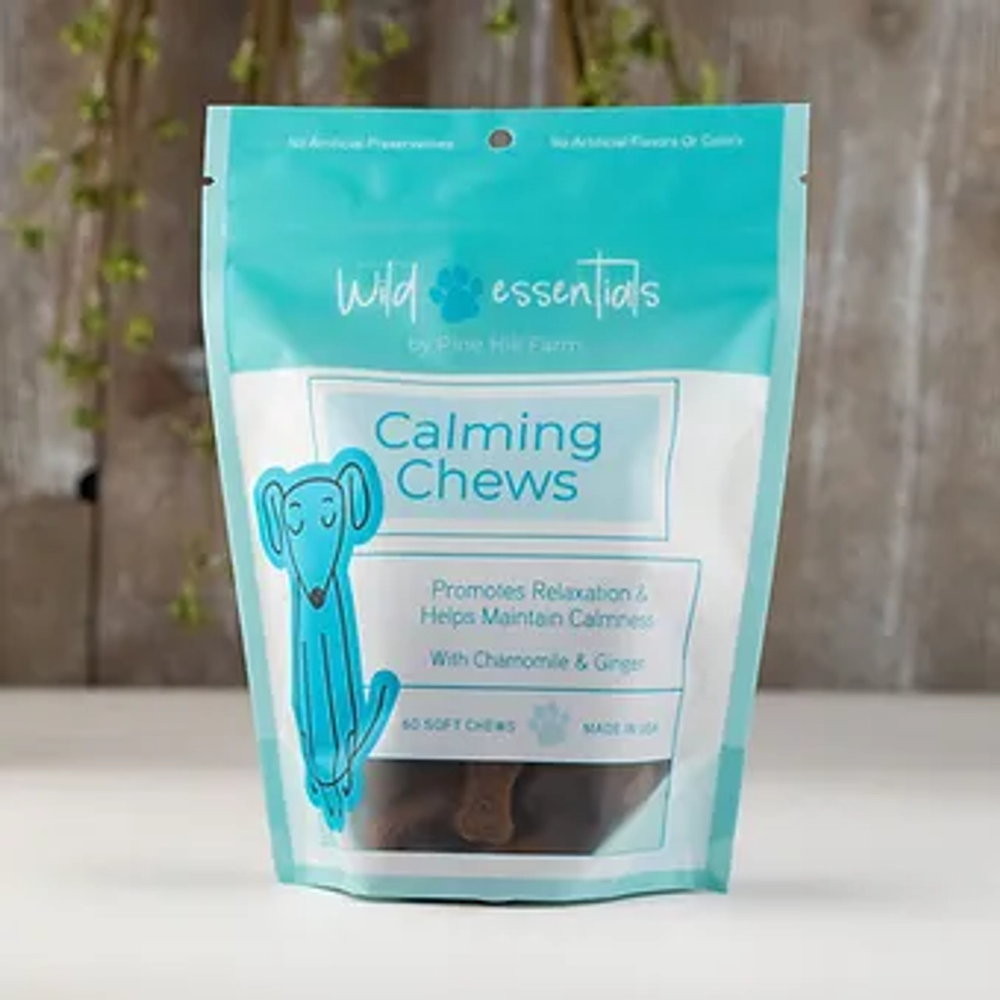 No Artificial Preservatives
No Artificial Flavors Or Colors
Wild essentials
by Pine Hill Farm
Calming
Chews
Promotes Relaxation &
Helps Maintain Calmness
With Chamomile & Ginger
60 SOFT CHEWS
MADE IN USA